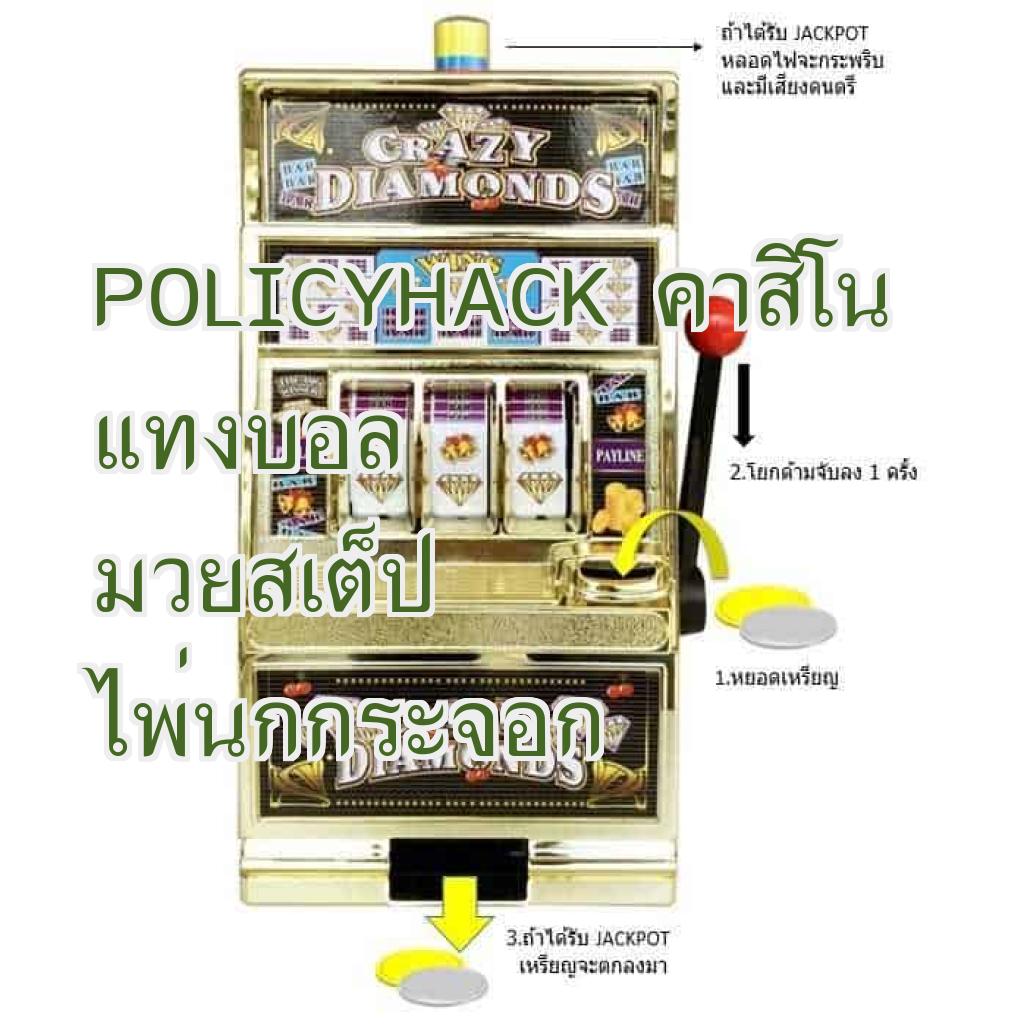 ถ้าได้รับ JACKPOT
หลอดไฟจะกระพริบ
และมีเสียงดนตรี
CRAZY
DIAMONDS
BAR
BAR
WINS
POLICYHACK คาสิโน
แทงบอล
มวยสเต็ป
ไพ่นกกระจอก
PAYLINE
2.โยกด้ามจับลง 1 ครั้ง
1.หยอดเหรียญ
DIAMONDS
3.ถ้าได้รับ JACKPOT
เหรียญจะตกลงมา